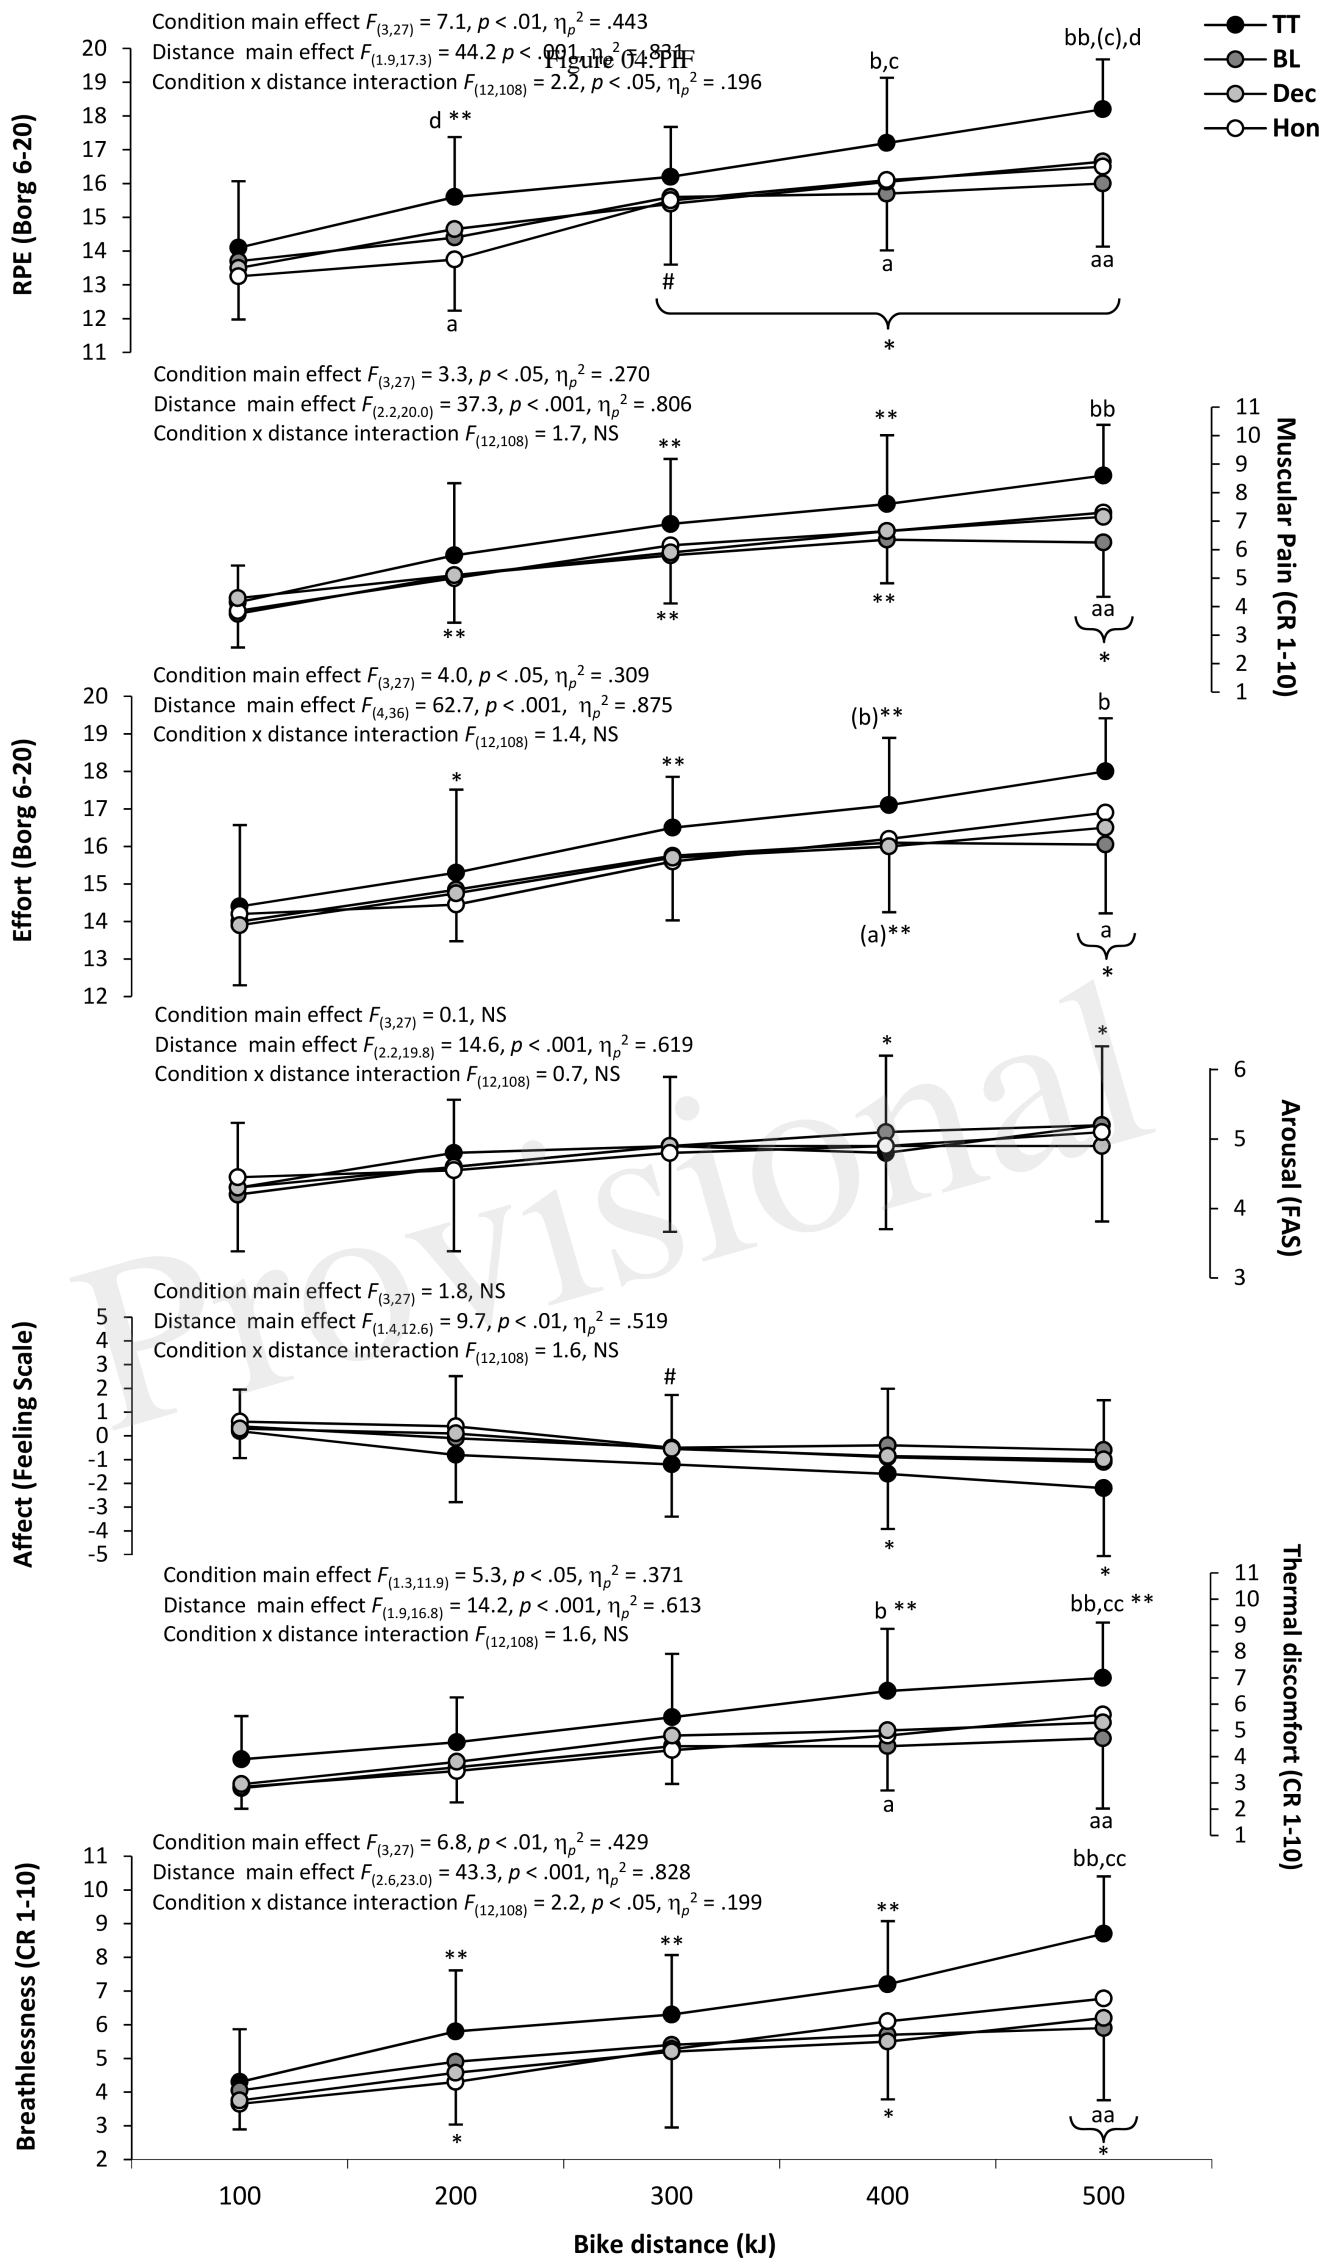 Condition main effect F(3,27) = 7.1, p < .01, ηp² = .443
Distance main effect F(1.9,17.3) = 44.2 p < .001, ηp² = .831
Figure 04.TIF
Condition x distance interaction F(12,108) = 2.2, p < .05, ηp² = .196
TT
BL
Dec
Hon
RPE (Borg 6-20)
20
19
18
17
16
15
14
13
12
11
d **
b,c
bb,(c),d
a
#
a
aa
*
Condition main effect F(3,27) = 3.3, p < .05, ηp² = .270
Distance main effect F(2.2,20.0) = 37.3, p < .001, ηp² = .806
Condition x distance interaction F(12,108) = 1.7, NS
**
**
bb
**
**
**
aa
*
11
10
9
8
7
6
5
4
3
2
1
Muscular Pain (CR 1-10)
Condition main effect F(3,27) = 4.0, p < .05, ηp² = .309
Distance main effect F(4,36) = 62.7, p < .001, ηp² = .875
Condition x distance interaction F(12,108) = 1.4, NS
Effort (Borg 6-20)
20
19
18
17
16
15
14
13
12
*
**
(b)**
b
(a)**
a
*
Condition main effect F(3,27) = 0.1, NS
Distance main effect F(2.2,19.8) = 14.6, p < .001, ηp² = .619
Condition x distance interaction F(12,108) = 0.7, NS
*
*
6
5
4
3
Arousal (FAS)
Provisional
Condition main effect F(3,27) = 1.8, NS
Distance main effect F(1.4,12.6) = 9.7, p < .01, ηp² = .519
Condition x distance interaction F(12,108) = 1.6, NS
Affect (Feeling Scale)
5
4
3
2
1
0
-1
-2
-3
-4
-5
#
*
*
Condition main effect F(1.3,11.9) = 5.3, p < .05, ηp² = .371
Distance main effect F(1.9,16.8) = 14.2, p < .001, ηp² = .613
Condition x distance interaction F(12,108) = 1.6, NS
b **
bb,cc **
a
aa
11
10
9
8
7
6
5
4
3
2
1
Thermal discomfort (CR 1-10)
Condition main effect F(3,27) = 6.8, p < .01, ηp² = .429
Distance main effect F(2.6,23.0) = 43.3, p < .001, ηp² = .828
Condition x distance interaction F(12,108) = 2.2, p < .05, ηp² = .199
Breathlessness (CR 1-10)
11
10
9
8
7
6
5
4
3
2
**
**
**
bb,cc
*
*
aa
*
100 200 300 400 500
Bike distance (kJ)